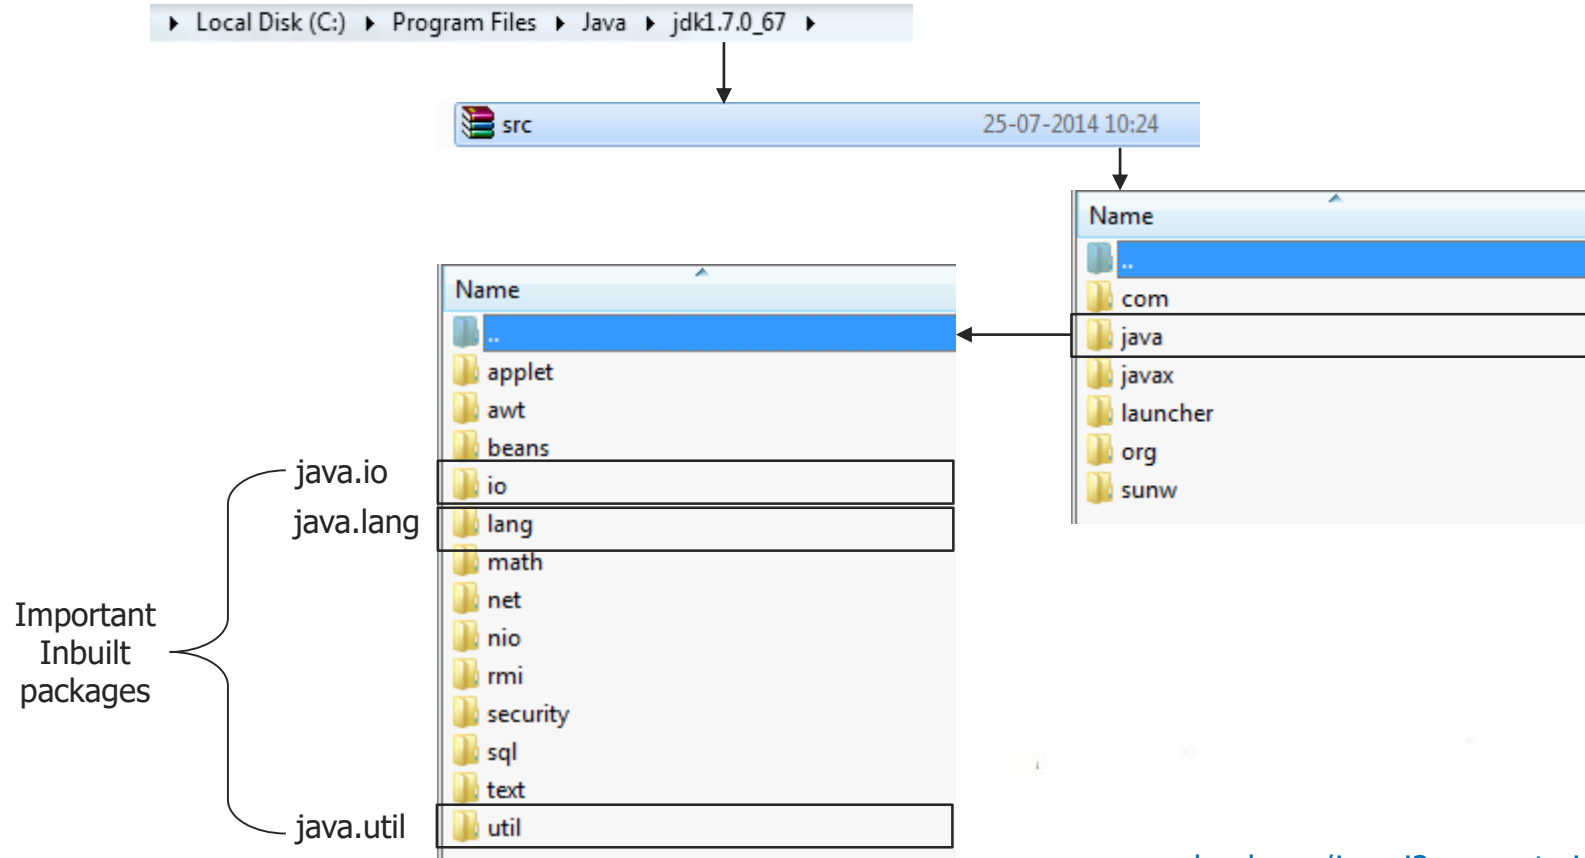 Local Disk (C:) Program Files Java jdk1.7.0_67
src 25-07-2014 10:24
Name
..
com
java
javax
launcher
org
sunw
Name
..
applet
awt
beans
io
lang
math
net
nio
rmi
security
sql
text
util
java.io
java.lang
Important
Inbuilt
packages
java.util